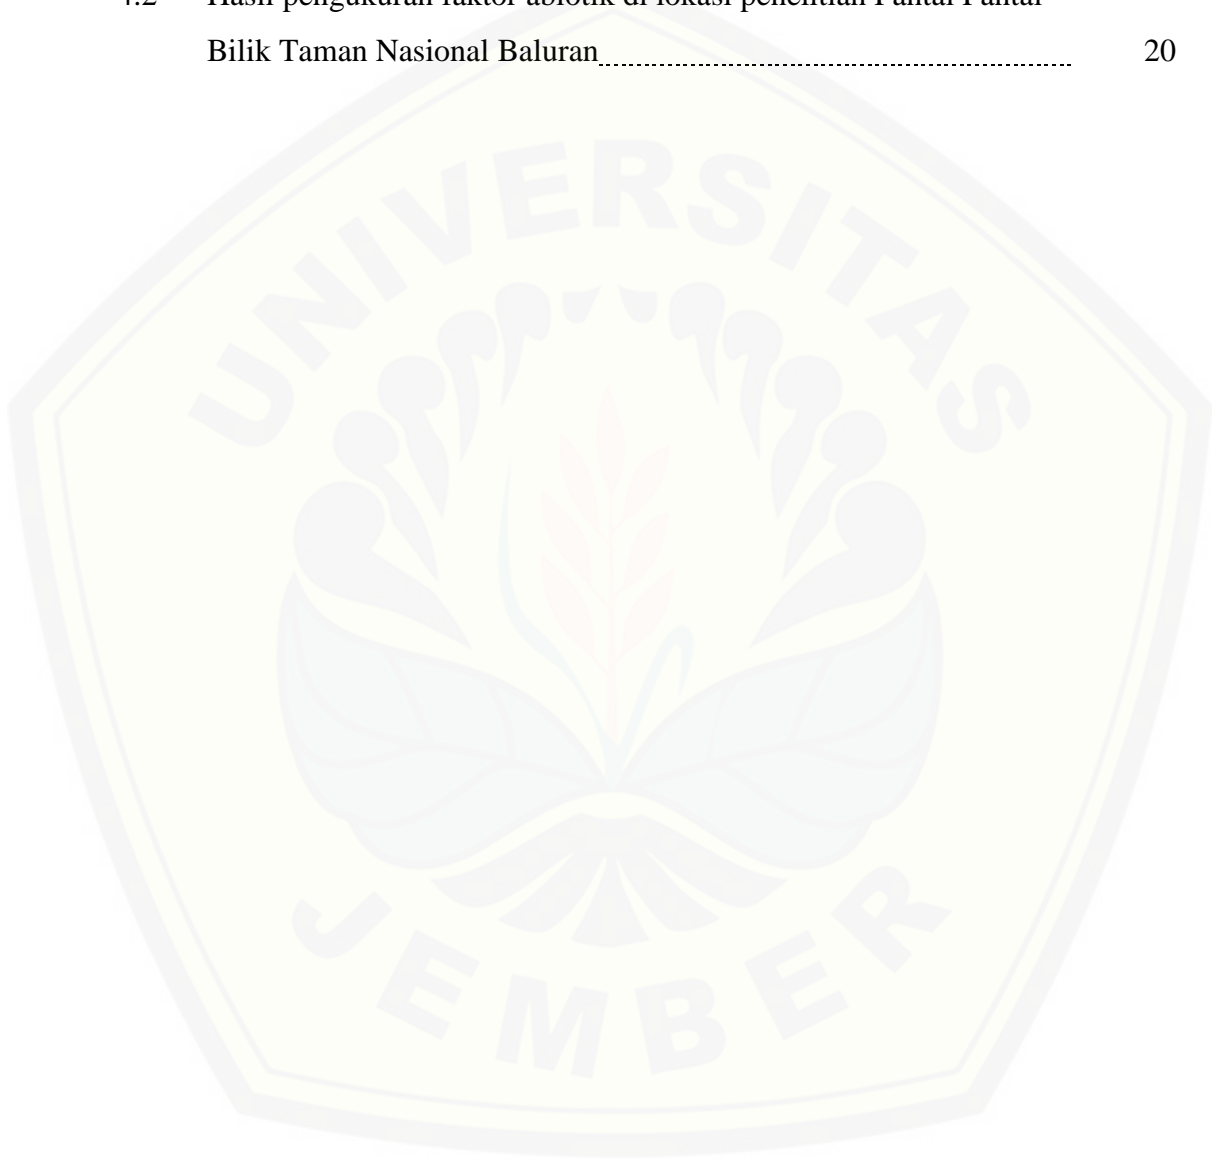 4.2 Hasil pengukuran faktor abiotik di lokasi penelitian Pantai Pantai
Bilik Taman Nasional Baluran 20
UNIVERSITAS
JEMBER